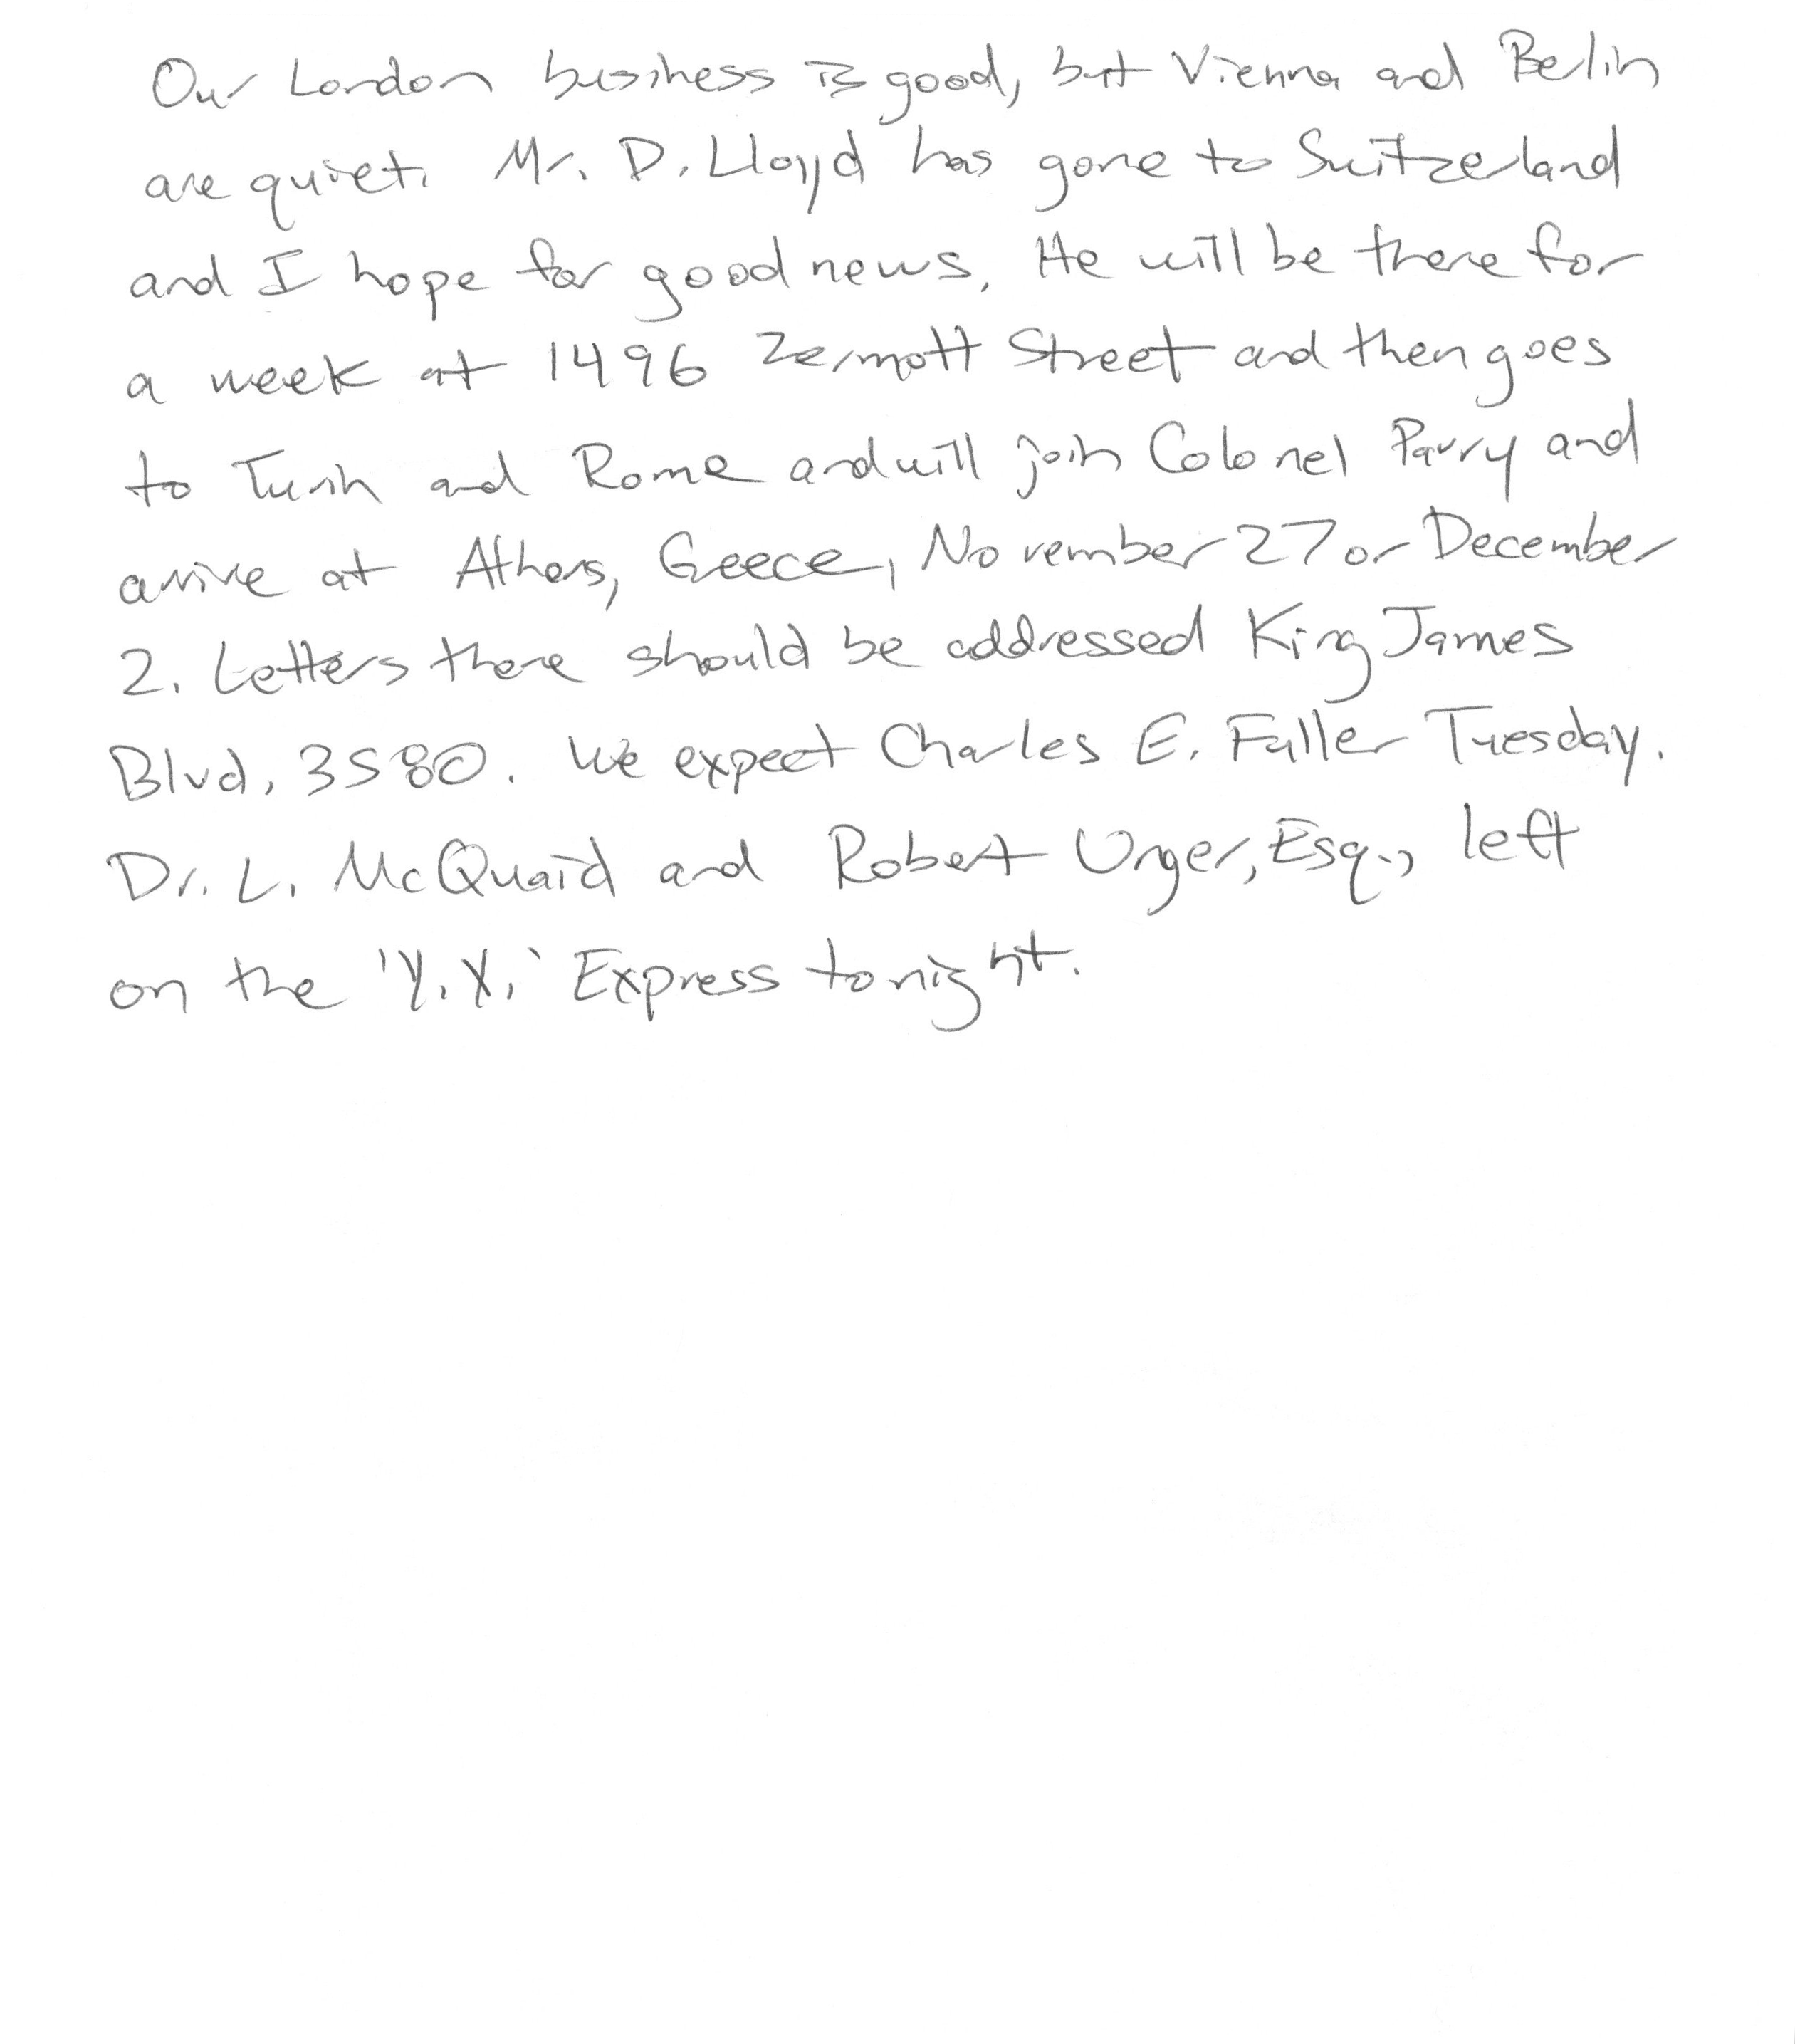 Our London business is good, but Vienna and Berlin
are quiet. Mr. D. Lloyd has gone to Switzerland
and I hope for good news. He will be there for
a week at 1496 Zermott Street and then goes
to Turin and Rome and will join Colonel Parry and
arrive at Athens, Greece, November 27 or December
2. Letters there should be addressed King James
Blvd, 3580. We expect Charles E. Fuller Tuesday.
Dr. L. McQuaid and Robert Unger, Esq., left
on the 'Y.X.' Express tonight.